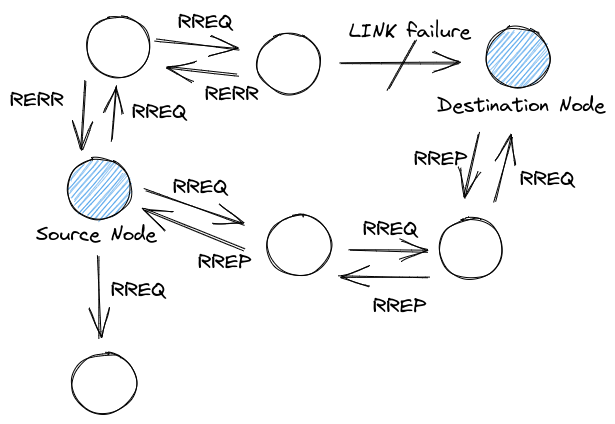 RREQ
LINK failure
RERR
RERR
RREQ
Destination Node
RREP
RREQ
RREQ
Source Node
RREQ
RREP
RREQ
RREP